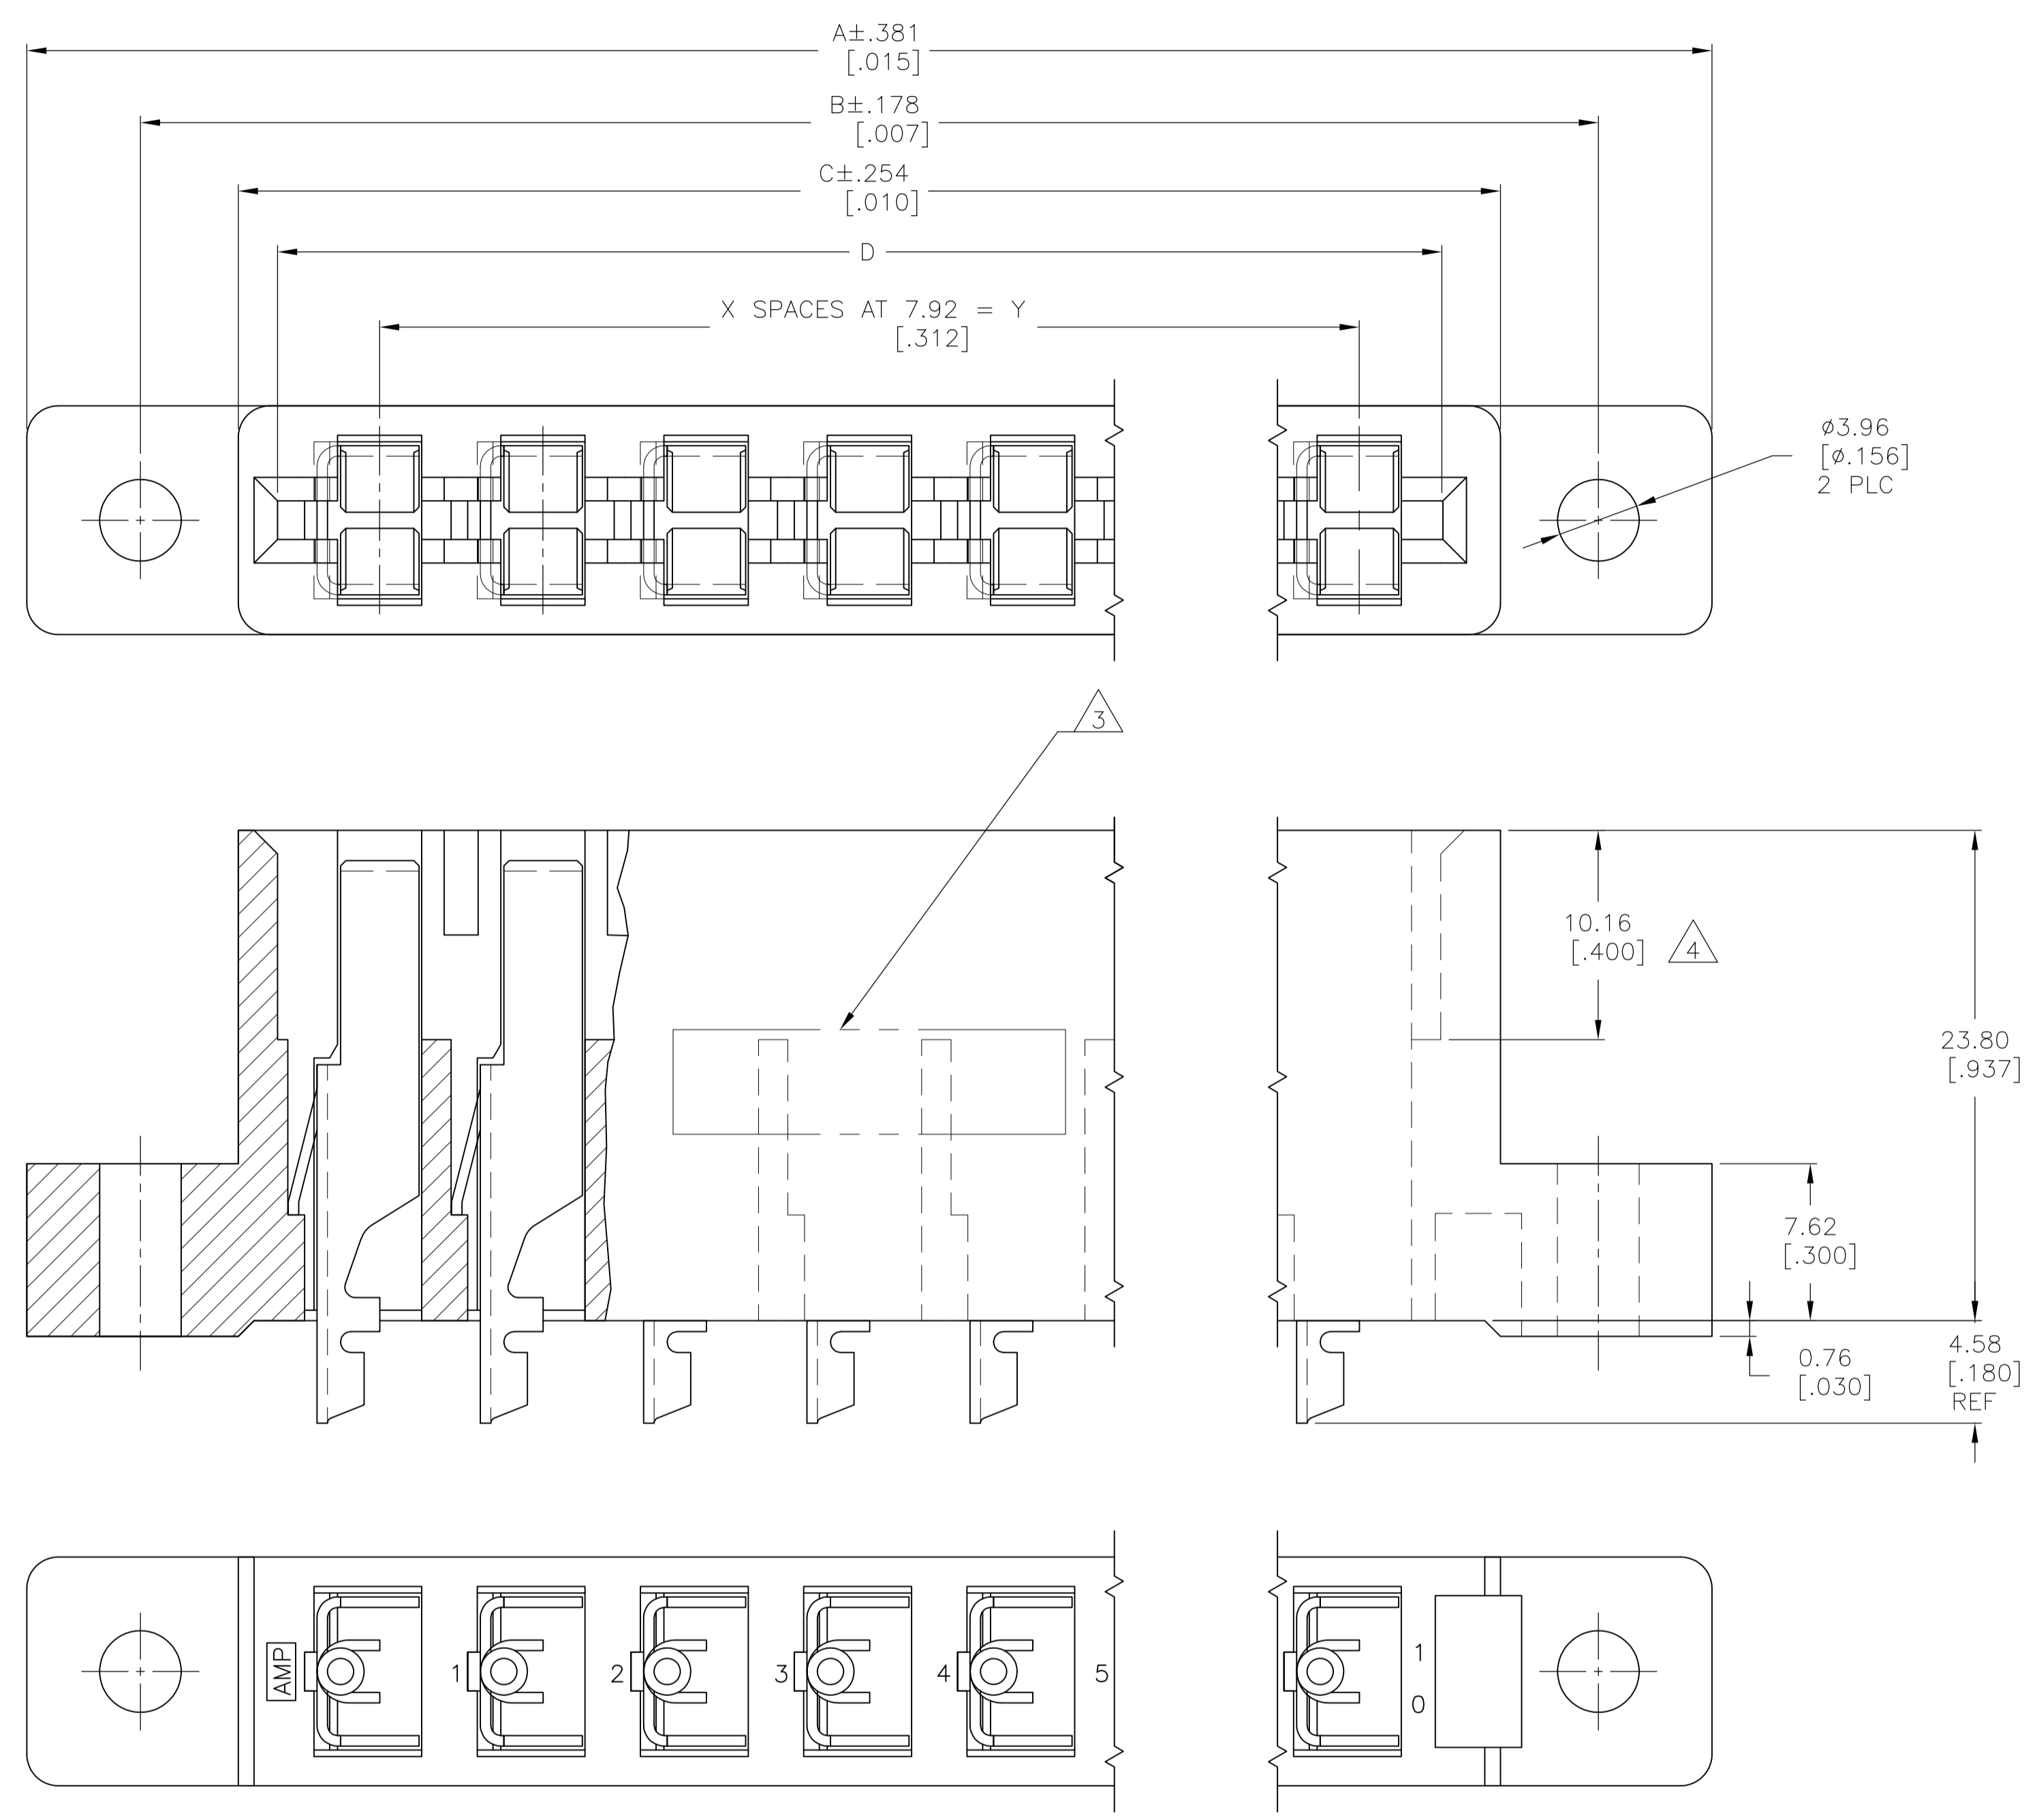 A±.381
[.015]
B±.178
[.007]
C±.254
[.010]
D
X SPACES AT 7.92 = Y
[.312]
ø3.96
[ø.156]
2 PLC
3
10.16
[.400]
4
23.80
[.937]
7.62
[.300]
0.76
[.030]
4.58
[.180]
REF
AMP
1
2
3
4
5
1
0